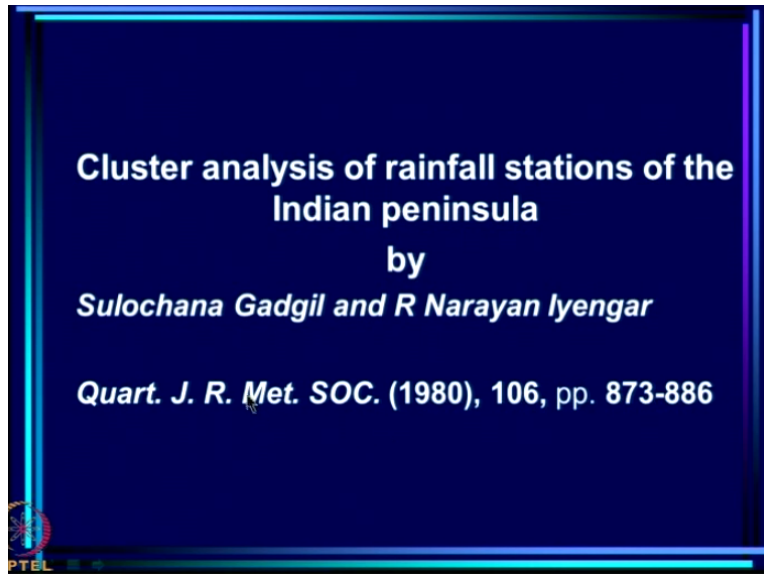 Cluster analysis of rainfall stations of the
Indian peninsula
by
Sulochana Gadgil and R Narayan Iyengar
Quart. J. R. Met. SOC. (1980), 106, pp. 873-886
PTEL